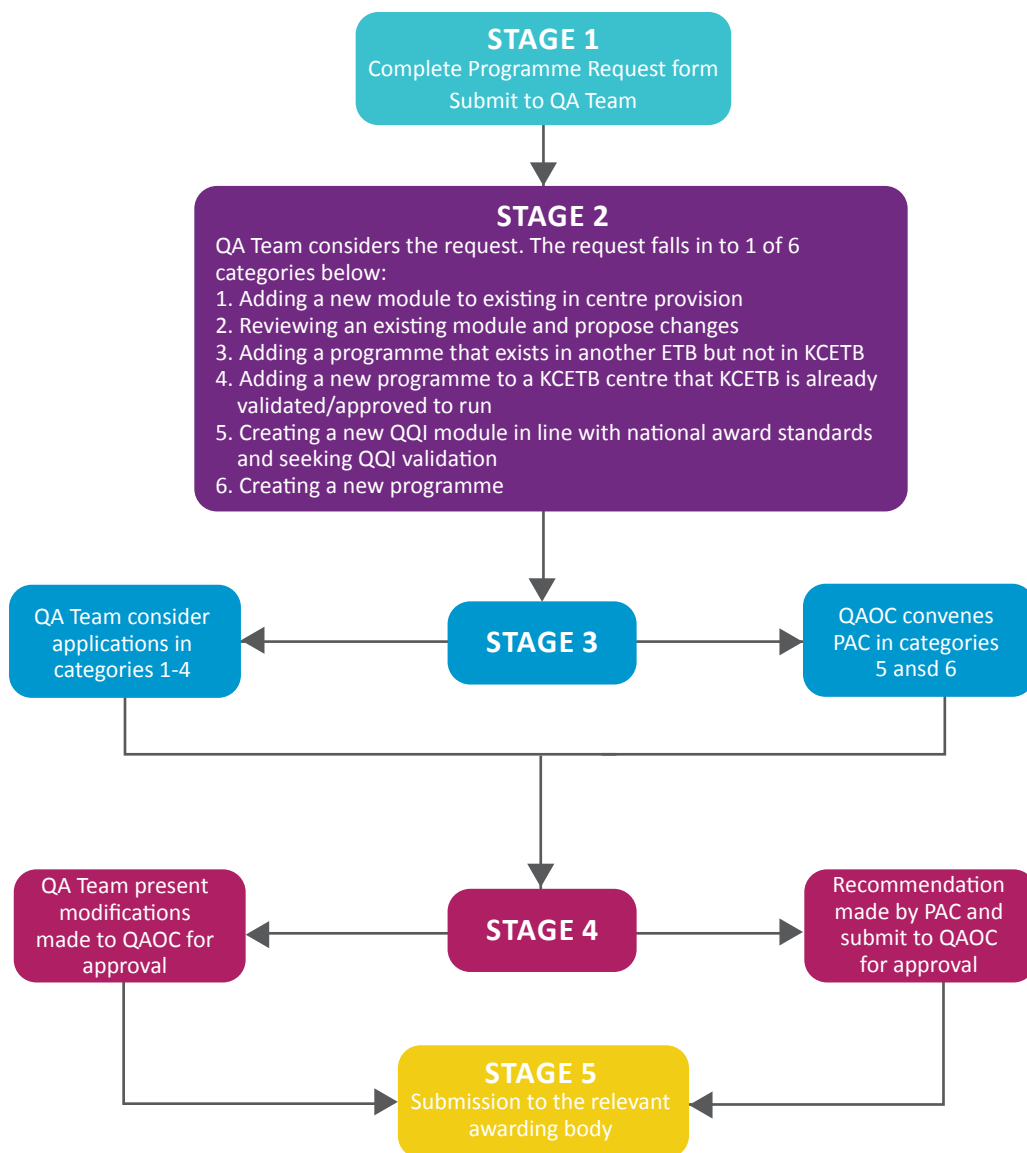 STAGE 1
Complete Programme Request form
Submit to QA Team
STAGE 2
QA Team considers the request. The request falls in to 1 of 6
categories below:
1. Adding a new module to existing in centre provision
2. Reviewing an existing module and propose changes
3. Adding a programme that exists in another ETB but not in KCETB
4. Adding a new programme to a KCETB centre that KCETB is already
validated/approved to run
5. Creating a new QQI module in line with national award standards
and seeking QQI validation
6. Creating a new programme
QA Team consider
applications in
categories 1-4
STAGE 3
QAOC convenes
PAC in categories
5 ansd 6
QA Team present
modifications
made to QAOC for
approval
STAGE 4
Recommendation
made by PAC and
submit to QAOC
for approval
STAGE 5
Submission to the relevant
awarding body